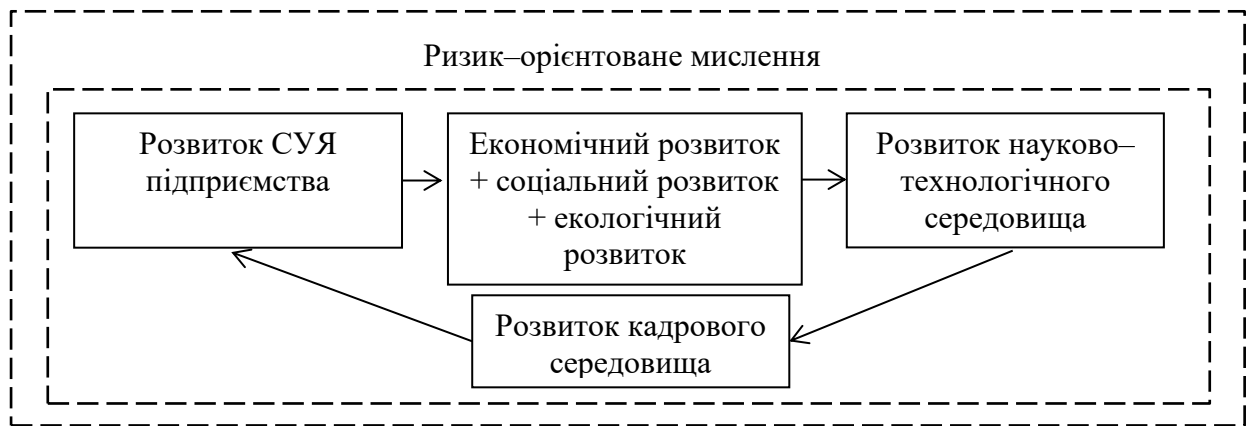 Ризик–орієнтоване мислення
Розвиток СУЯ
підприємства
Економічний розвиток
+ соціальний розвиток
+ екологічний
розвиток
Розвиток науково–
технологічного
середовища
Розвиток кадрового
середовища